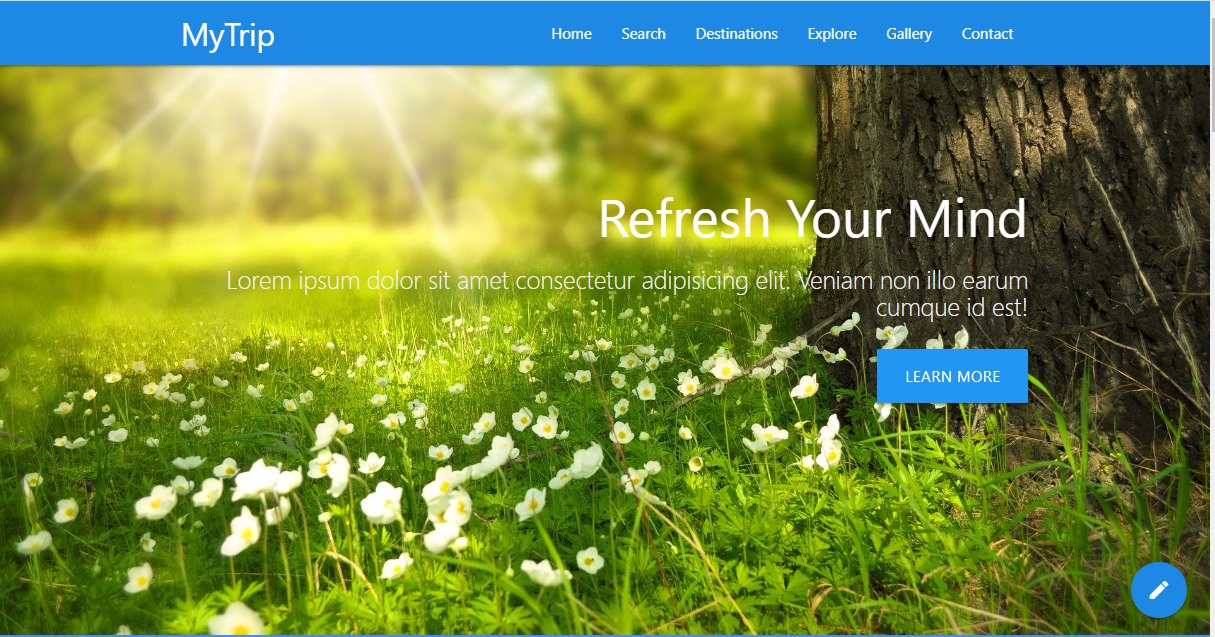 MyTrip
Home Search Destinations Explore Gallery Contact
Refresh Your Mind
Lorem ipsum dolor sit amet consectetur adipisicing elit. Veniam non illo earum
cumque id est!
LEARN MORE